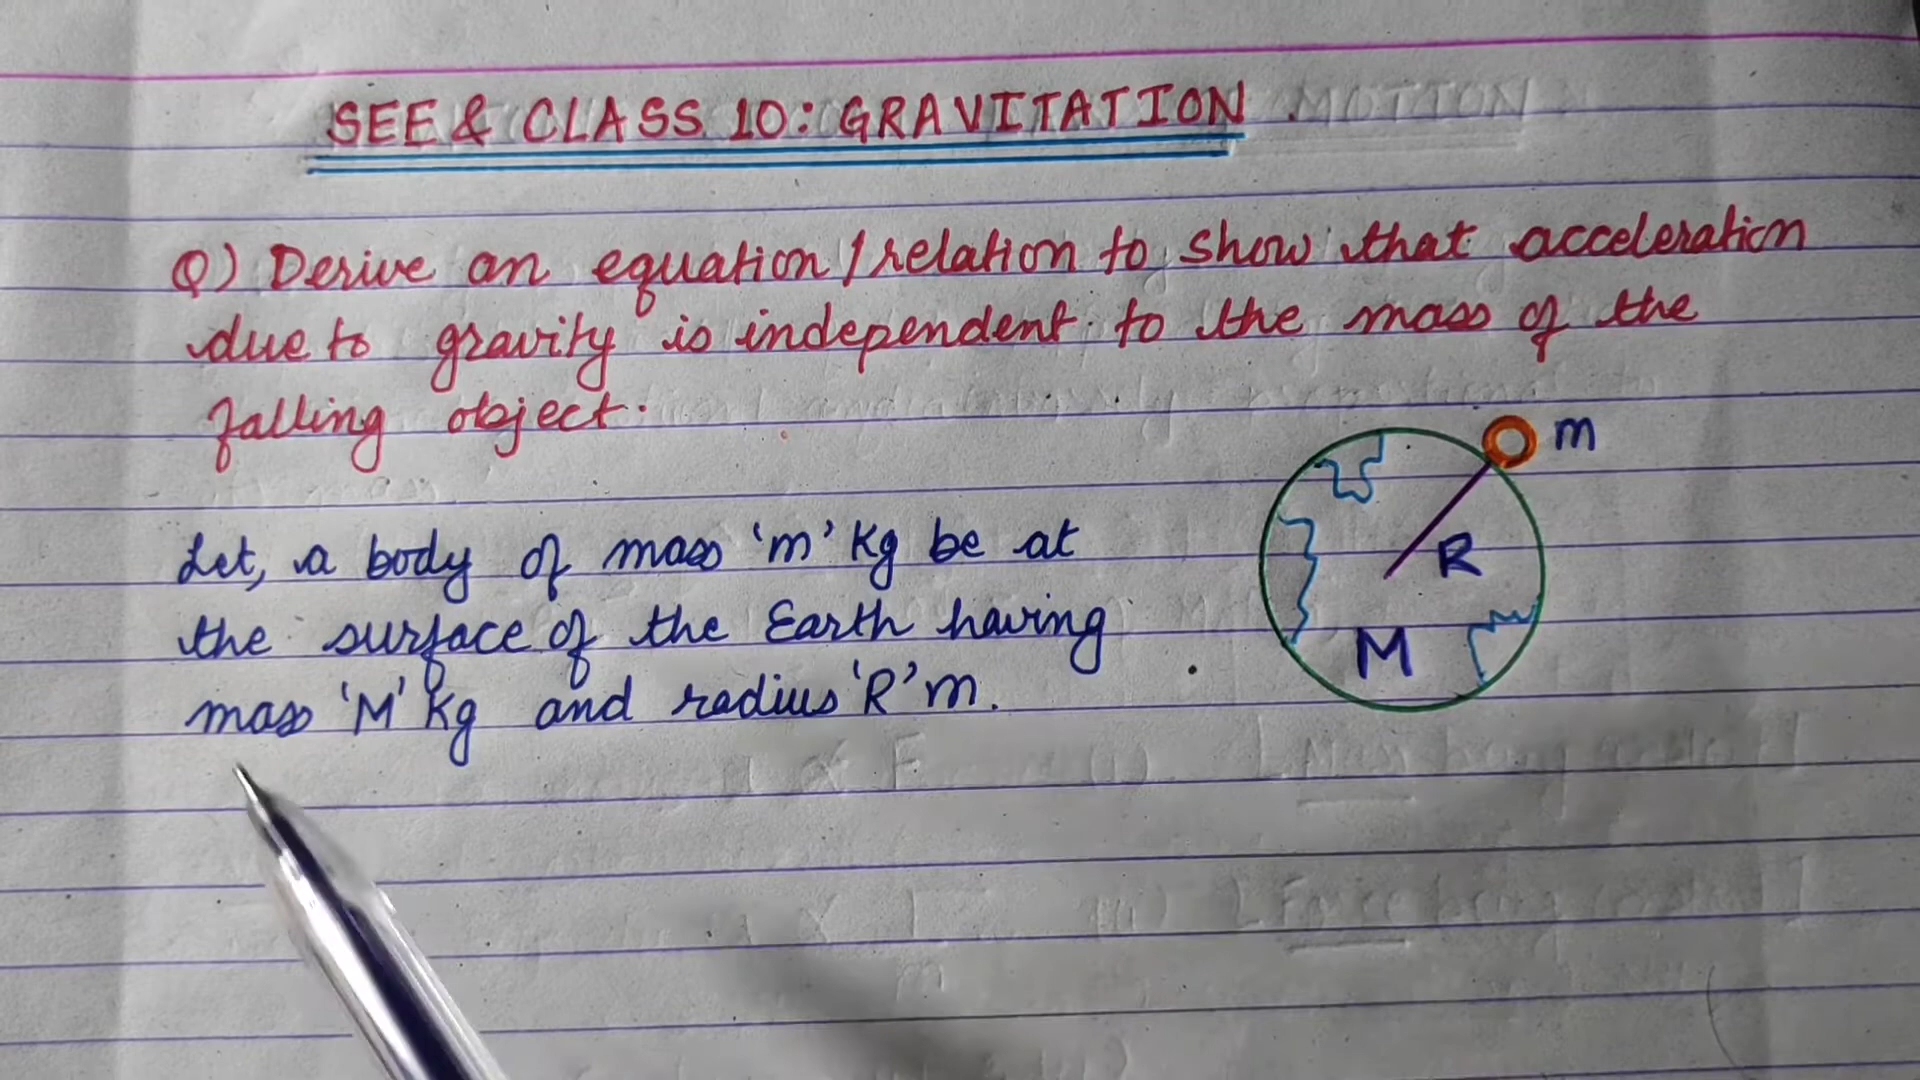 SEE & CLASS 10: GRAVITATION.
Q) Derive an equation/relation to show that acceleration
due to gravity is independent to the mass of the
falling object.
m
Let, a body of mass 'm' Kg be at
the surface of the Earth having
mass 'M' Kg and radius 'R' m.
R
M